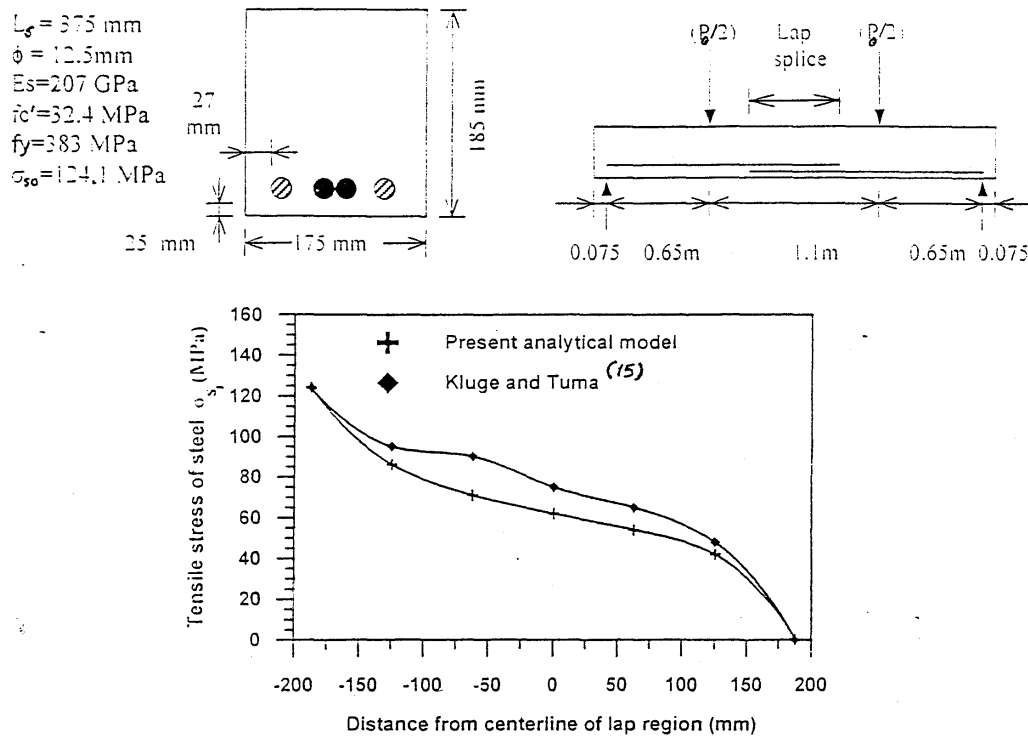 Ls = 375 mm
ϕ = 12.5mm
Es=207 GPa
fc'=32.4 MPa
fy=383 MPa
σso=124.1 MPa
27
mm
25 mm
175 mm
185 mm
(Po/2)
Lap
splice
(Po/2)
0.075
0.65m
1.1m
0.65m
0.075
160
140
120
100
80
60
40
20
0
Tensile stress of steel σs1 (MPa)
Present analytical model
Kluge and Tuma (15)
-200
-150
-100
-50
0
50
100
150
200
Distance from centerline of lap region (mm)